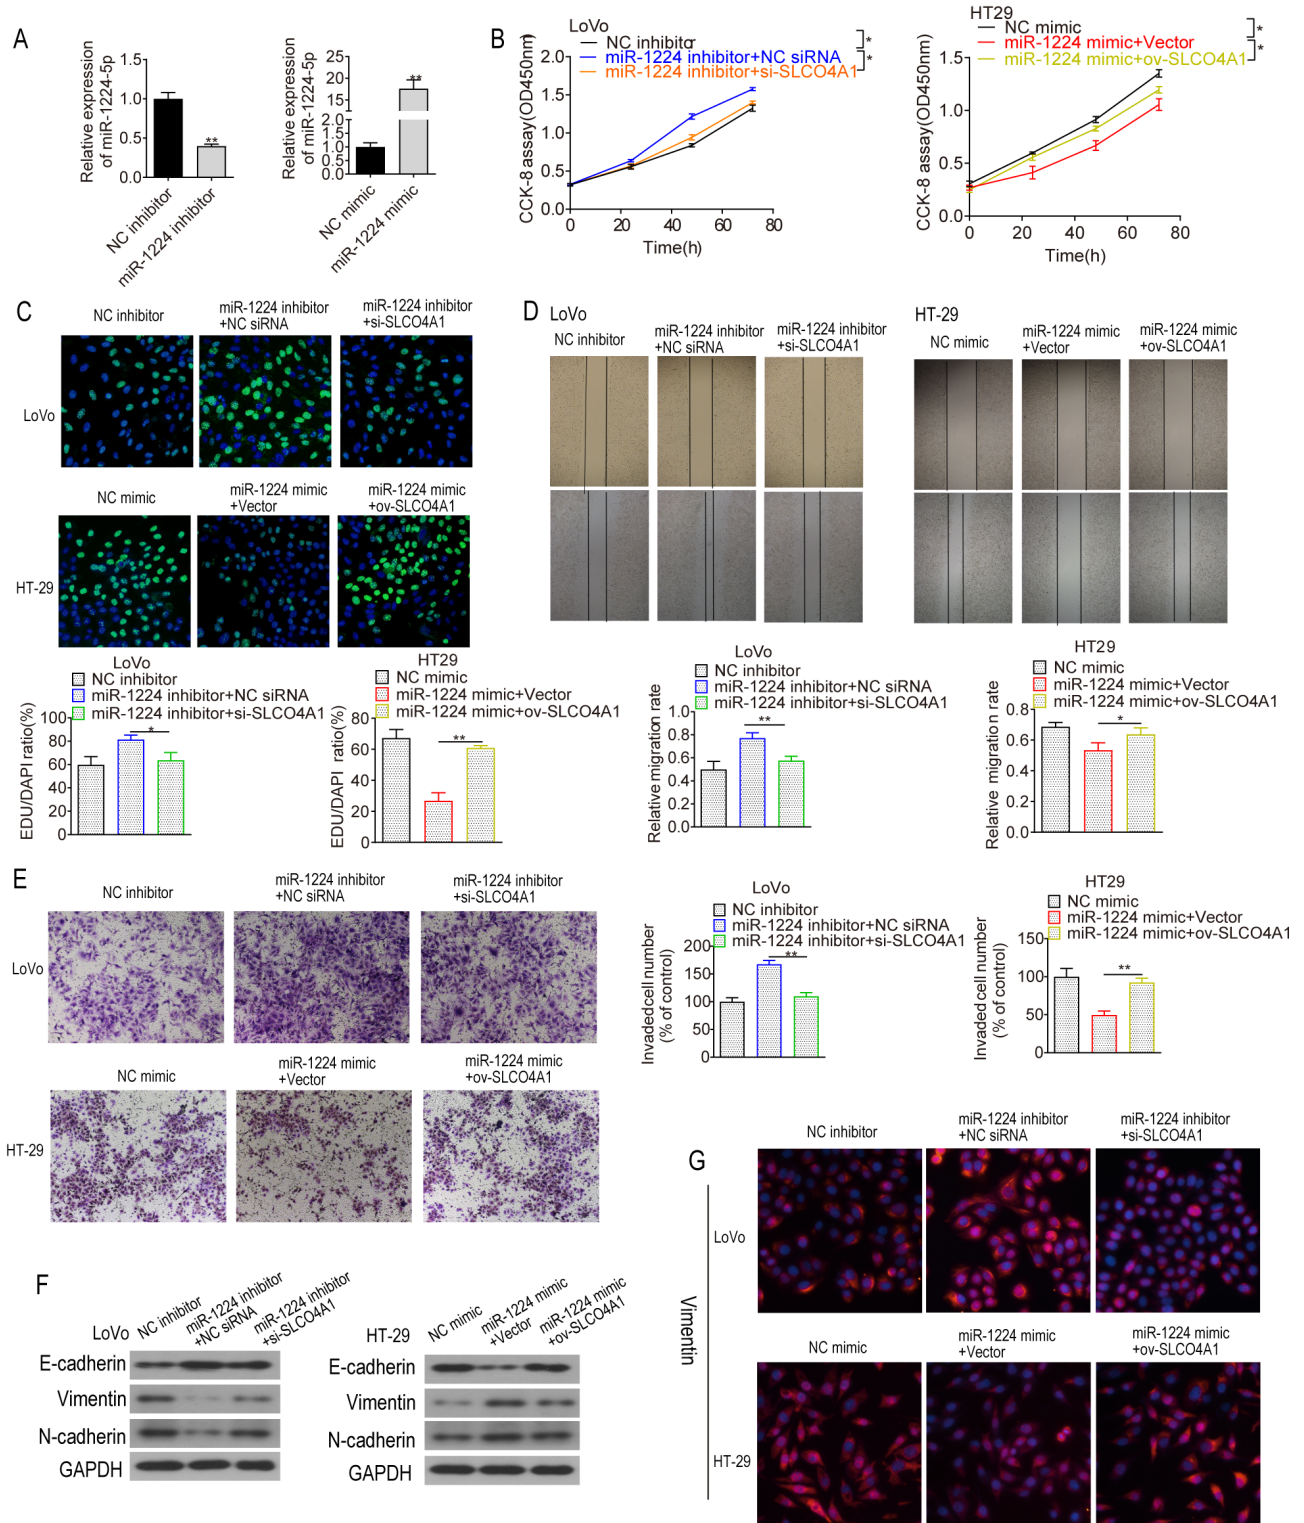 A
Relative expression
of miR-1224-5p
1.5
1.0
0.5
0.0
**
NC inhibitor
miR-1224 inhibitor
Relative expression
of miR-1224-5p
25
20
15
10
5
2.0
1.0
0.0
**
NC mimic
miR-1224 mimic
B
LoVo
NC inhibitor
miR-1224 inhibitor+NC siRNA
miR-1224 inhibitor+si-SLCO4A1
*
*
CCK-8 assay(OD450nm)
2.0
1.5
1.0
0.5
0.0
0 20 40 60 80
Time(h)
HT29
NC mimic
miR-1224 mimic+Vector
miR-1224 mimic+ov-SLCO4A1
*
*
CCK-8 assay(OD450nm)
1.5
1.0
0.5
0.0
0 20 40 60 80
Time(h)
C
NC inhibitor
miR-1224 inhibitor
+NC siRNA
miR-1224 inhibitor
+si-SLCO4A1
LoVo
NC mimic
miR-1224 mimic
+Vector
miR-1224 mimic
+ov-SLCO4A1
HT-29
LoVo
NC inhibitor
miR-1224 inhibitor+NC siRNA
miR-1224 inhibitor+si-SLCO4A1
EDU/DAPI ratio(%)
100
80
60
40
20
0
*
HT29
NC mimic
miR-1224 mimic+Vector
miR-1224 mimic+ov-SLCO4A1
EDU/DAPI ratio(%)
80
60
40
20
0
**
D
LoVo
NC inhibitor
miR-1224 inhibitor
+NC siRNA
miR-1224 inhibitor
+si-SLCO4A1
HT-29
NC mimic
miR-1224 mimic
+Vector
miR-1224 mimic
+ov-SLCO4A1
LoVo
NC inhibitor
miR-1224 inhibitor+NC siRNA
miR-1224 inhibitor+si-SLCO4A1
Relative migration rate
1.0
0.8
0.6
0.4
0.2
0.0
**
HT29
NC mimic
miR-1224 mimic+Vector
miR-1224 mimic+ov-SLCO4A1
Relative migration rate
0.8
0.6
0.4
0.2
0.0
*
E
NC inhibitor
miR-1224 inhibitor
+NC siRNA
miR-1224 inhibitor
+si-SLCO4A1
LoVo
NC mimic
miR-1224 mimic
+Vector
miR-1224 mimic
+ov-SLCO4A1
HT-29
LoVo
NC inhibitor
miR-1224 inhibitor+NC siRNA
miR-1224 inhibitor+si-SLCO4A1
Invaded cell number
(% of control)
200
150
100
50
0
**
HT29
NC mimic
miR-1224 mimic+Vector
miR-1224 mimic+ov-SLCO4A1
Invaded cell number
(% of control)
150
100
50
0
**
F
LoVo
NC inhibitor
miR-1224 inhibitor
+NC siRNA
miR-1224 inhibitor
+si-SLCO4A1
E-cadherin
Vimentin
N-cadherin
GAPDH
HT-29
NC mimic
miR-1224 mimic
+Vector
miR-1224 mimic
+ov-SLCO4A1
E-cadherin
Vimentin
N-cadherin
GAPDH
G
Vimentin
NC inhibitor
miR-1224 inhibitor
+NC siRNA
miR-1224 inhibitor
+si-SLCO4A1
LoVo
NC mimic
miR-1224 mimic
+Vector
miR-1224 mimic
+ov-SLCO4A1
HT-29